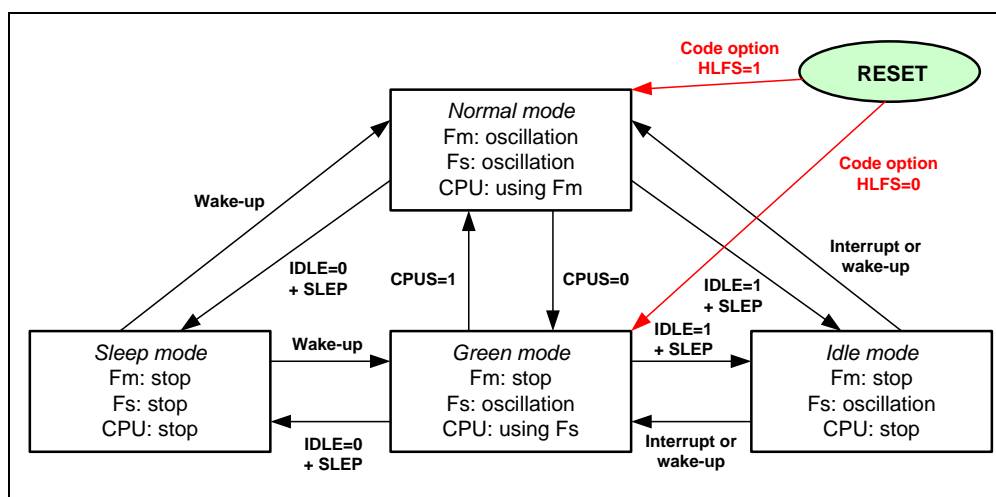 Code option
HLFS=1
RESET
Normal mode
Fm: oscillation
Fs: oscillation
CPU: using Fm
Code option
HLFS=0
Wake-up
Interrupt or
wake-up
IDLE=0
+ SLEP
CPUS=1
CPUS=0
IDLE=1
+ SLEP
IDLE=1
+ SLEP
Sleep mode
Fm: stop
Fs: stop
CPU: stop
Wake-up
Green mode
Fm: stop
Fs: oscillation
CPU: using Fs
Idle mode
Fm: stop
Fs: oscillation
CPU: stop
IDLE=0
+ SLEP
Interrupt or
wake-up